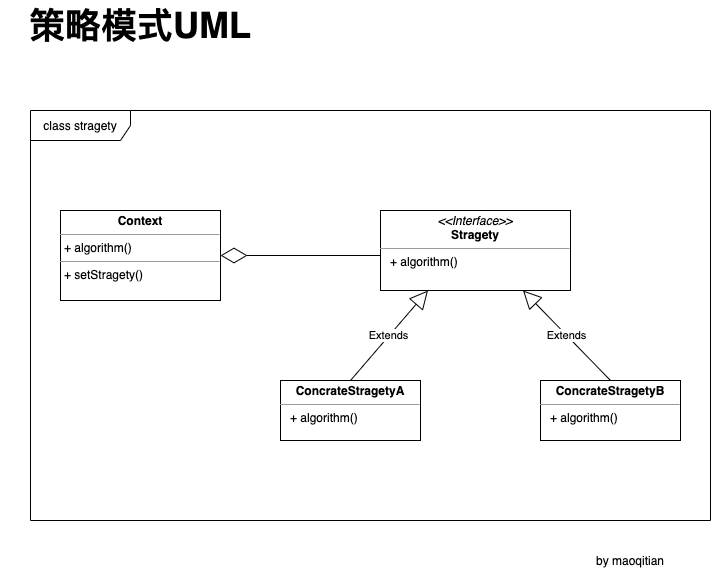 策略模式UML
class stragety
Context
+ algorithm()
+ setStragety()
<<Interface>>
Stragety
+ algorithm()
Extends
Extends
ConcrateStragetyA
+ algorithm()
ConcrateStragetyB
+ algorithm()
by maoqitian